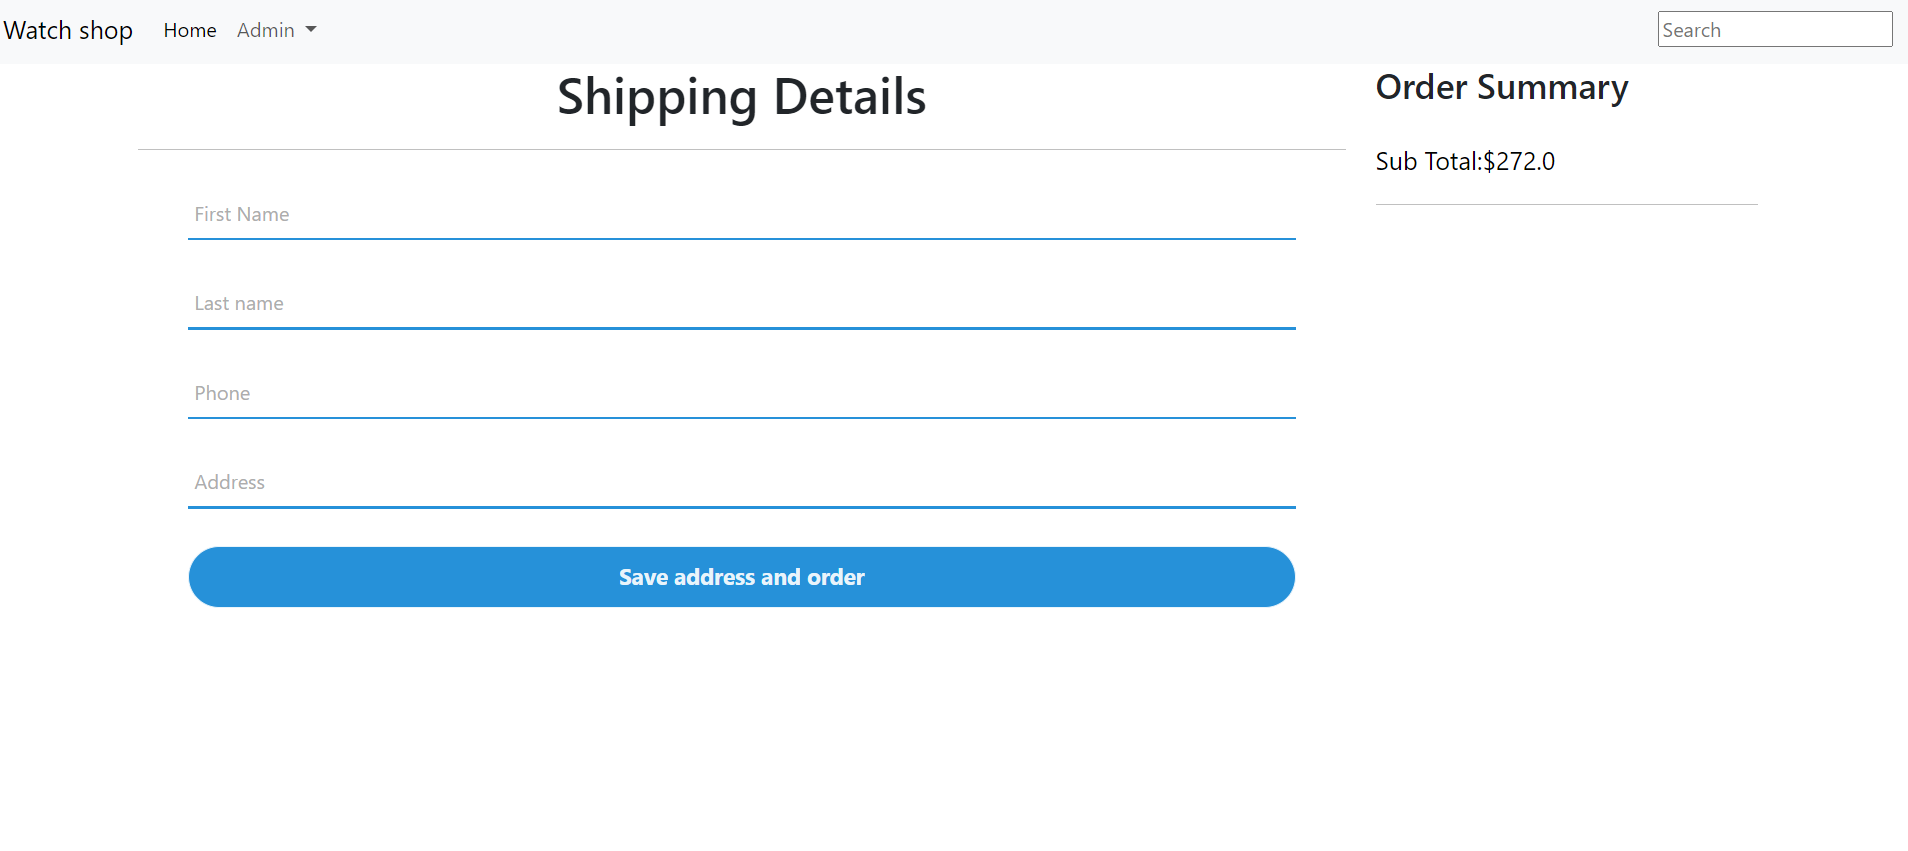 Watch shop Home Admin Search
Shipping Details
First Name
Last name
Phone
Address
Save address and order
Order Summary
Sub Total:$272.0